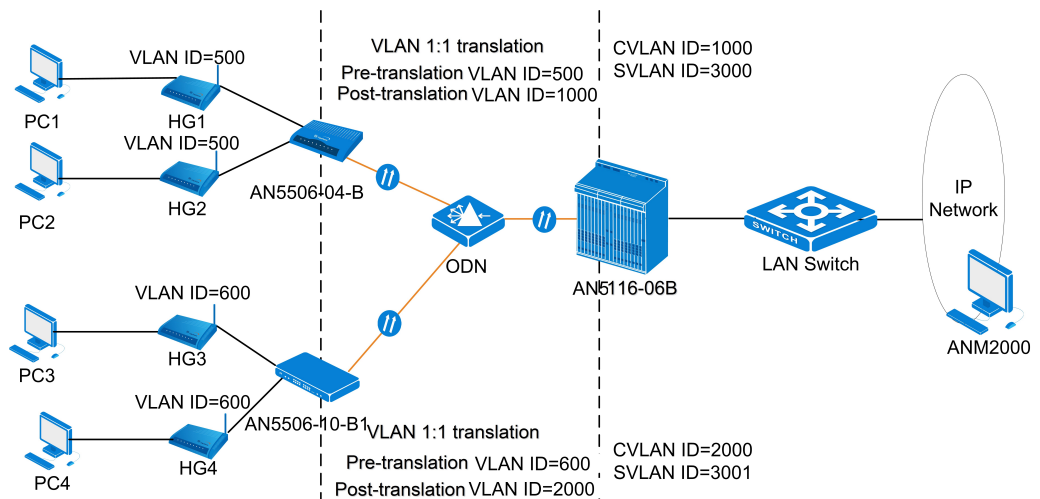 VLAN 1:1 translation
Pre-translation VLAN ID=500
Post-translation VLAN ID=1000
CVLAN ID=1000
SVLAN ID=3000
VLAN ID=500
PC1
HG1
VLAN ID=500
PC2
HG2
AN5506-04-B
ODN
AN5116-06B
SWITCH
LAN Switch
IP
Network
ANM2000
VLAN ID=600
PC3
HG3
VLAN ID=600
PC4
HG4
AN5506-10-B1
VLAN 1:1 translation
Pre-translation VLAN ID=600
Post-translation VLAN ID=2000
CVLAN ID=2000
SVLAN ID=3001